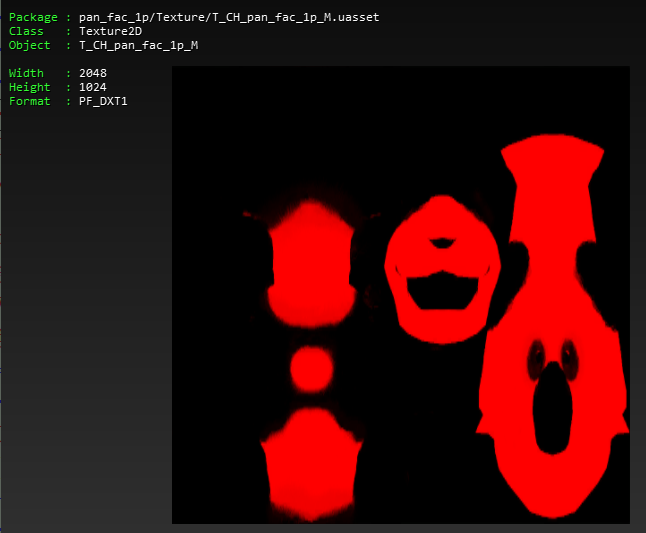 Package : pan_fac_1p/Texture/T_CH_pan_fac_1p_M.uasset
Class : Texture2D
Object : T_CH_pan_fac_1p_M
Width : 2048
Height : 1024
Format : PF_DXT1